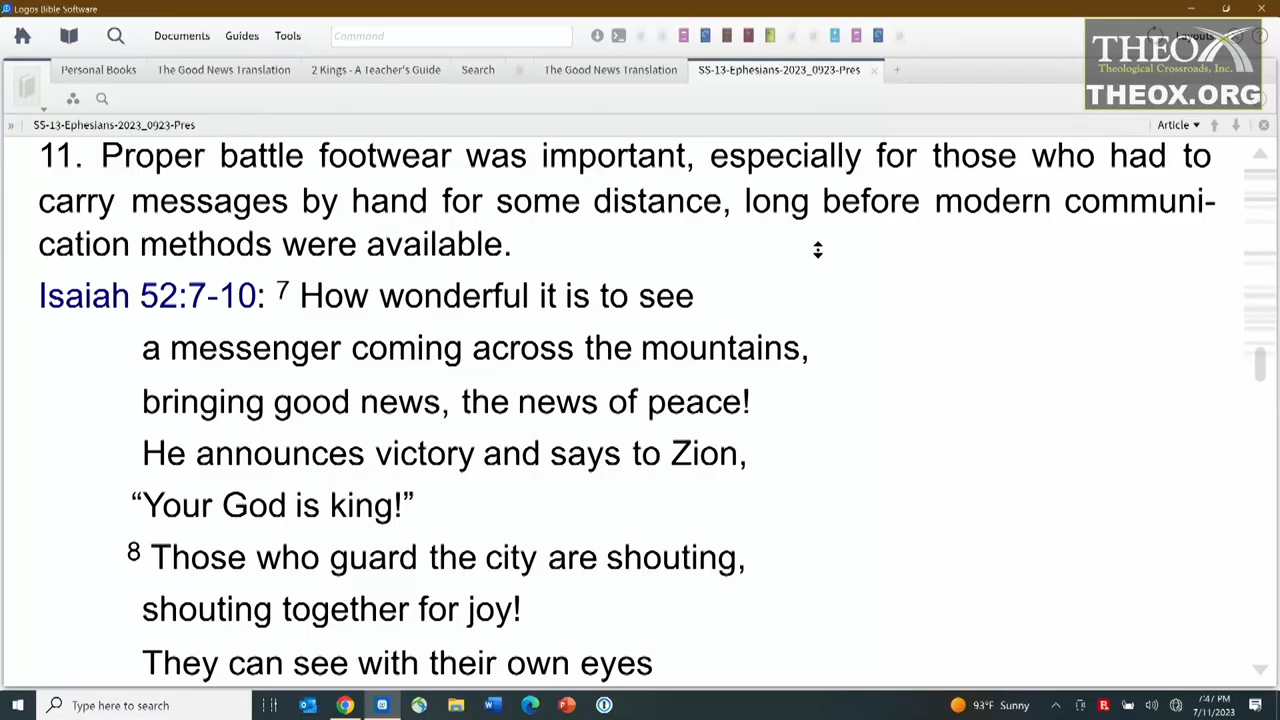 Logos Bible Software
Documents Guides Tools Command Layouts
THEOX
Theological Crossroads, Inc.
THEOX.ORG
Personal Books The Good News Translation 2 Kings - A Teacher's Gui The Good News Translation SS-13-Ephesians-2023_0923-Pres
SS-13-Ephesians-2023_0923-Pres Article
11. Proper battle footwear was important, especially for those who had to
carry messages by hand for some distance, long before modern communi-
cation methods were available.
Isaiah 52:7-10: 7 How wonderful it is to see
a messenger coming across the mountains,
bringing good news, the news of peace!
He announces victory and says to Zion,
“Your God is king!”
8 Those who guard the city are shouting,
shouting together for joy!
They can see with their own eyes
Type here to search 93°F Sunny 7:47 PM
7/11/2023